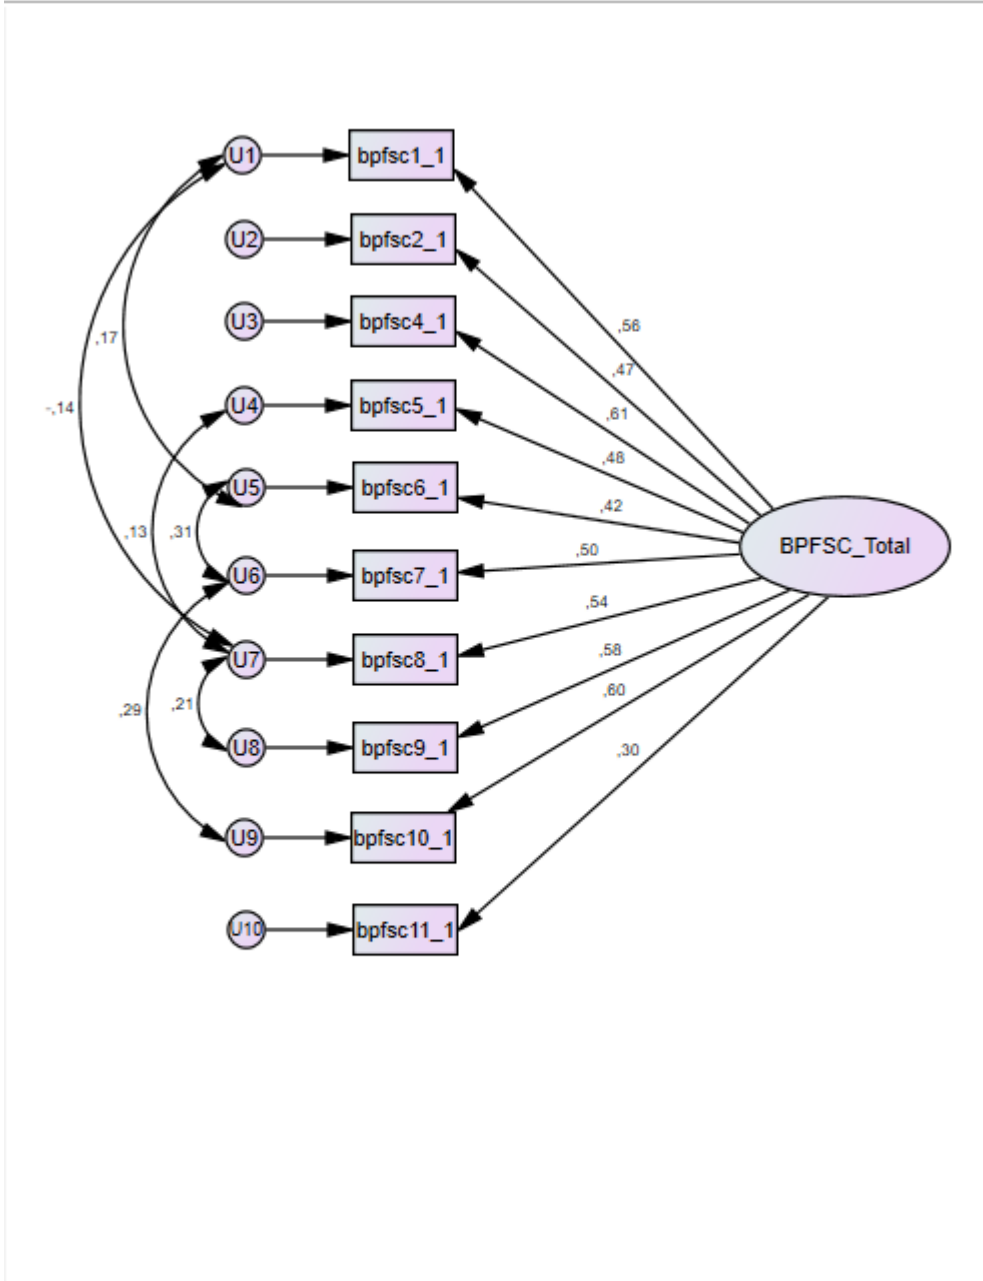 U1 bpfsc1_1
U2 bpfsc2_1
U3 bpfsc4_1
,56
,17
,47
U4 bpfsc5_1
-,14
,61
,48
U5 bpfsc6_1
,42
,13 ,31
,50
BPFSC_Total
U6 bpfsc7_1
,54
U7 bpfsc8_1
,58
,29 ,21
,60
U8 bpfsc9_1
,30
U9 bpfsc10_1
U10 bpfsc11_1